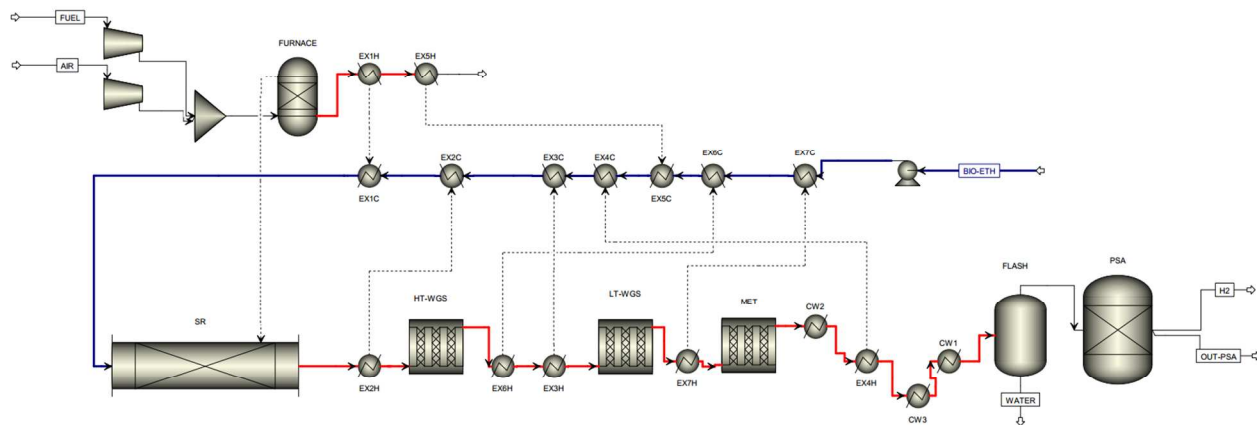 FUEL
FURNACE
EX1H
EX5H
AIR
EX2C
EX3C
EX4C
EX6C
EX7C
BIO-ETH
EX1C
EX5C
FLASH
PSA
HT-WGS
LT-WGS
MET
CW2
H2
SR
CW1
OUT-PSA
EX2H
EX6H
EX3H
EX7H
EX4H
CW3
WATER